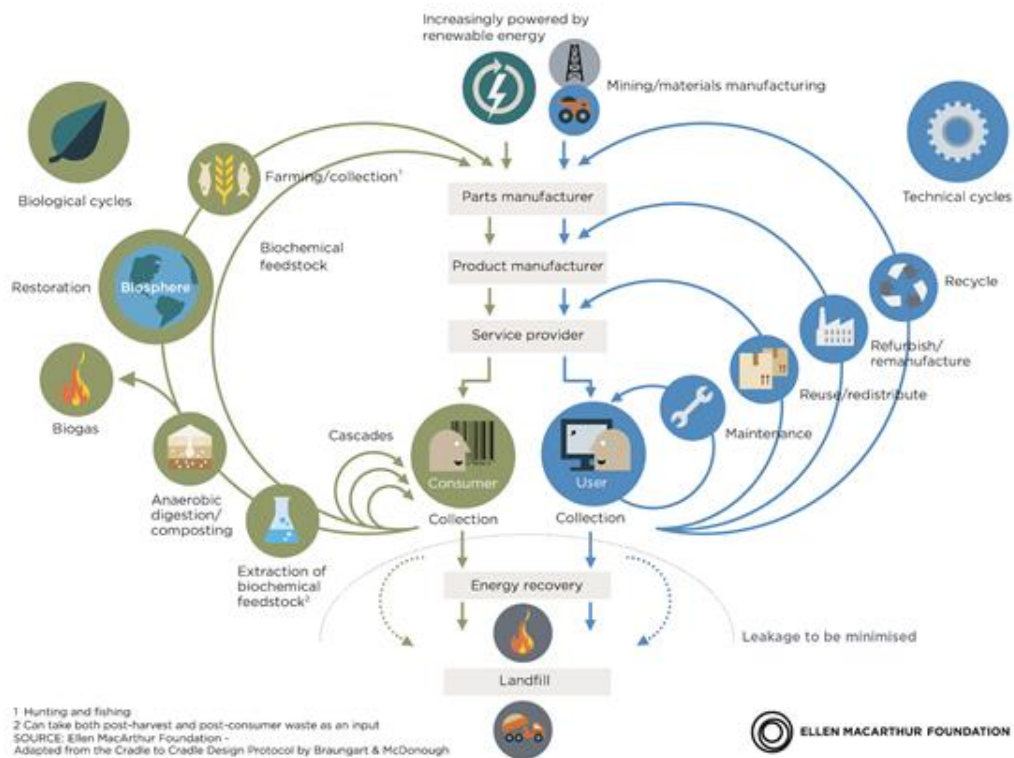 Increasingly powered by
renewable energy
Mining/materials manufacturing
Biological cycles
Technical cycles
Farming/collection¹
Parts manufacturer
Biochemical
feedstock
Product manufacturer
Restoration
Biosphere
Recycle
Service provider
Refurbish/
remanufacture
Reuse/redistribute
Biogas
Cascades
Maintenance
Consumer
User
Anaerobic
digestion/
composting
Collection
Collection
Extraction of
biochemical
feedstock²
Energy recovery
Leakage to be minimised
Landfill
1 Hunting and fishing
2 Can take both post-harvest and post-consumer waste as an input
SOURCE: Ellen MacArthur Foundation -
Adapted from the Cradle to Cradle Design Protocol by Braungart & McDonough
ELLEN MACARTHUR FOUNDATION